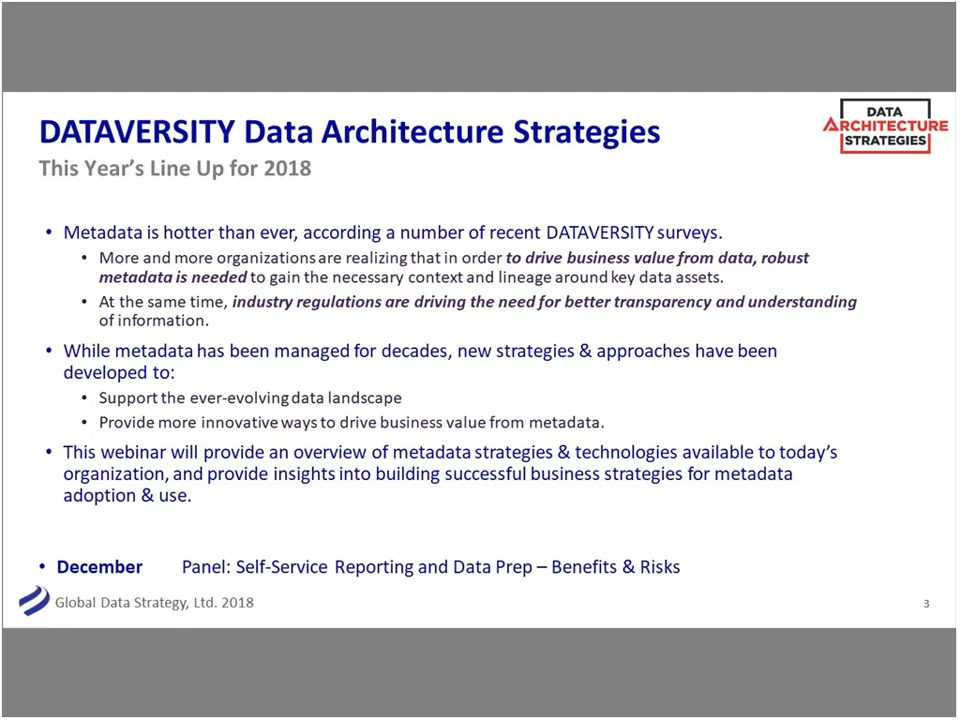 DATAVERSITY Data Architecture Strategies
This Year's Line Up for 2018
DATA
ARCHITECTURE
STRATEGIES
• Metadata is hotter than ever, according a number of recent DATAVERSITY surveys.
• More and more organizations are realizing that in order to drive business value from data, robust
metadata is needed to gain the necessary context and lineage around key data assets.
• At the same time, industry regulations are driving the need for better transparency and understanding
of information.
• While metadata has been managed for decades, new strategies & approaches have been
developed to:
• Support the ever-evolving data landscape
• Provide more innovative ways to drive business value from metadata.
• This webinar will provide an overview of metadata strategies & technologies available to today's
organization, and provide insights into building successful business strategies for metadata
adoption & use.
• December Panel: Self-Service Reporting and Data Prep – Benefits & Risks
Global Data Strategy, Ltd. 2018
3